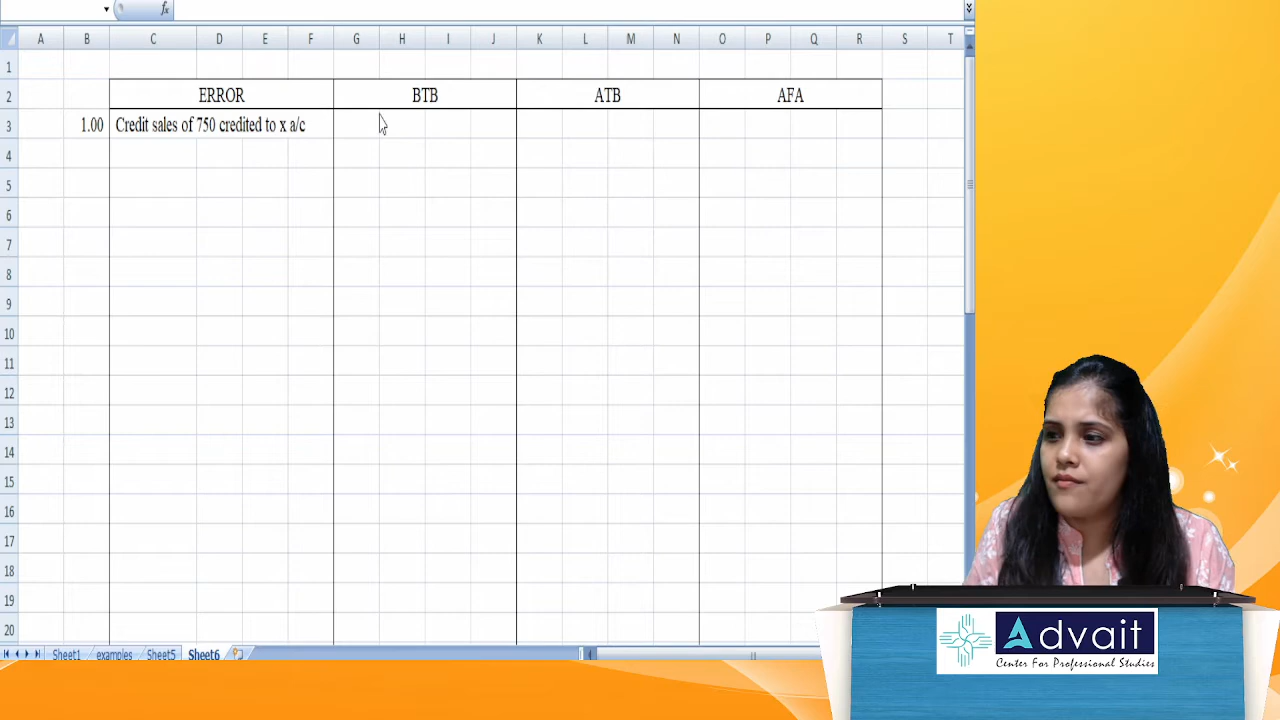 fx
A B C D E F G H I J K L M N O P Q R S T
1
2 ERROR BTB ATB AFA
3 1.00 Credit sales of 750 credited to x a/c
4
5
6
7
8
9
10
11
12
13
14
15
16
17
18
19
20
Sheet1 examples Sheet5 Sheet6
Advait
Center For Professional Studies